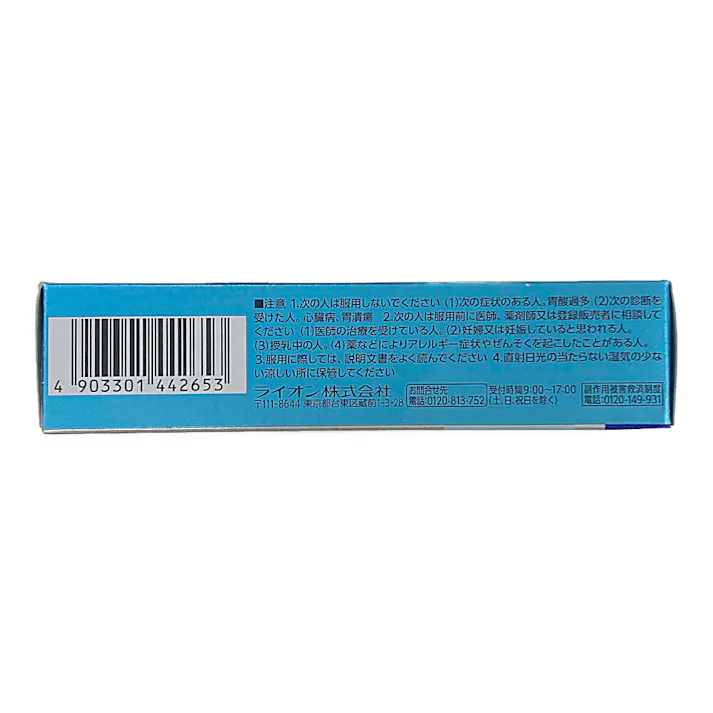 ■注意 1.次の人は服用しないでください (1)次の症状のある人。胃酸過多 (2)次の診断を
受けた人。心臓病、胃潰瘍 2.次の人は服用前に医師、薬剤師又は登録販売者に相談して
ください (1)医師の治療を受けている人。(2)妊婦又は妊娠していると思われる人。
(3)授乳中の人。(4)薬などによりアレルギー症状やぜんそくを起こしたことがある人。
3.服用に際しては、説明文書をよく読んでください 4.直射日光の当たらない湿気の少な
い涼しい所に保管してください
4 903301 442653
ライオン株式会社
〒111-8644 東京都台東区蔵前1-3-28
お問合せ先
電話:0120-813-752
受付時間9:00~17:00
(土、日、祝日を除く)
副作用被害救済制度
電話:0120-149-931